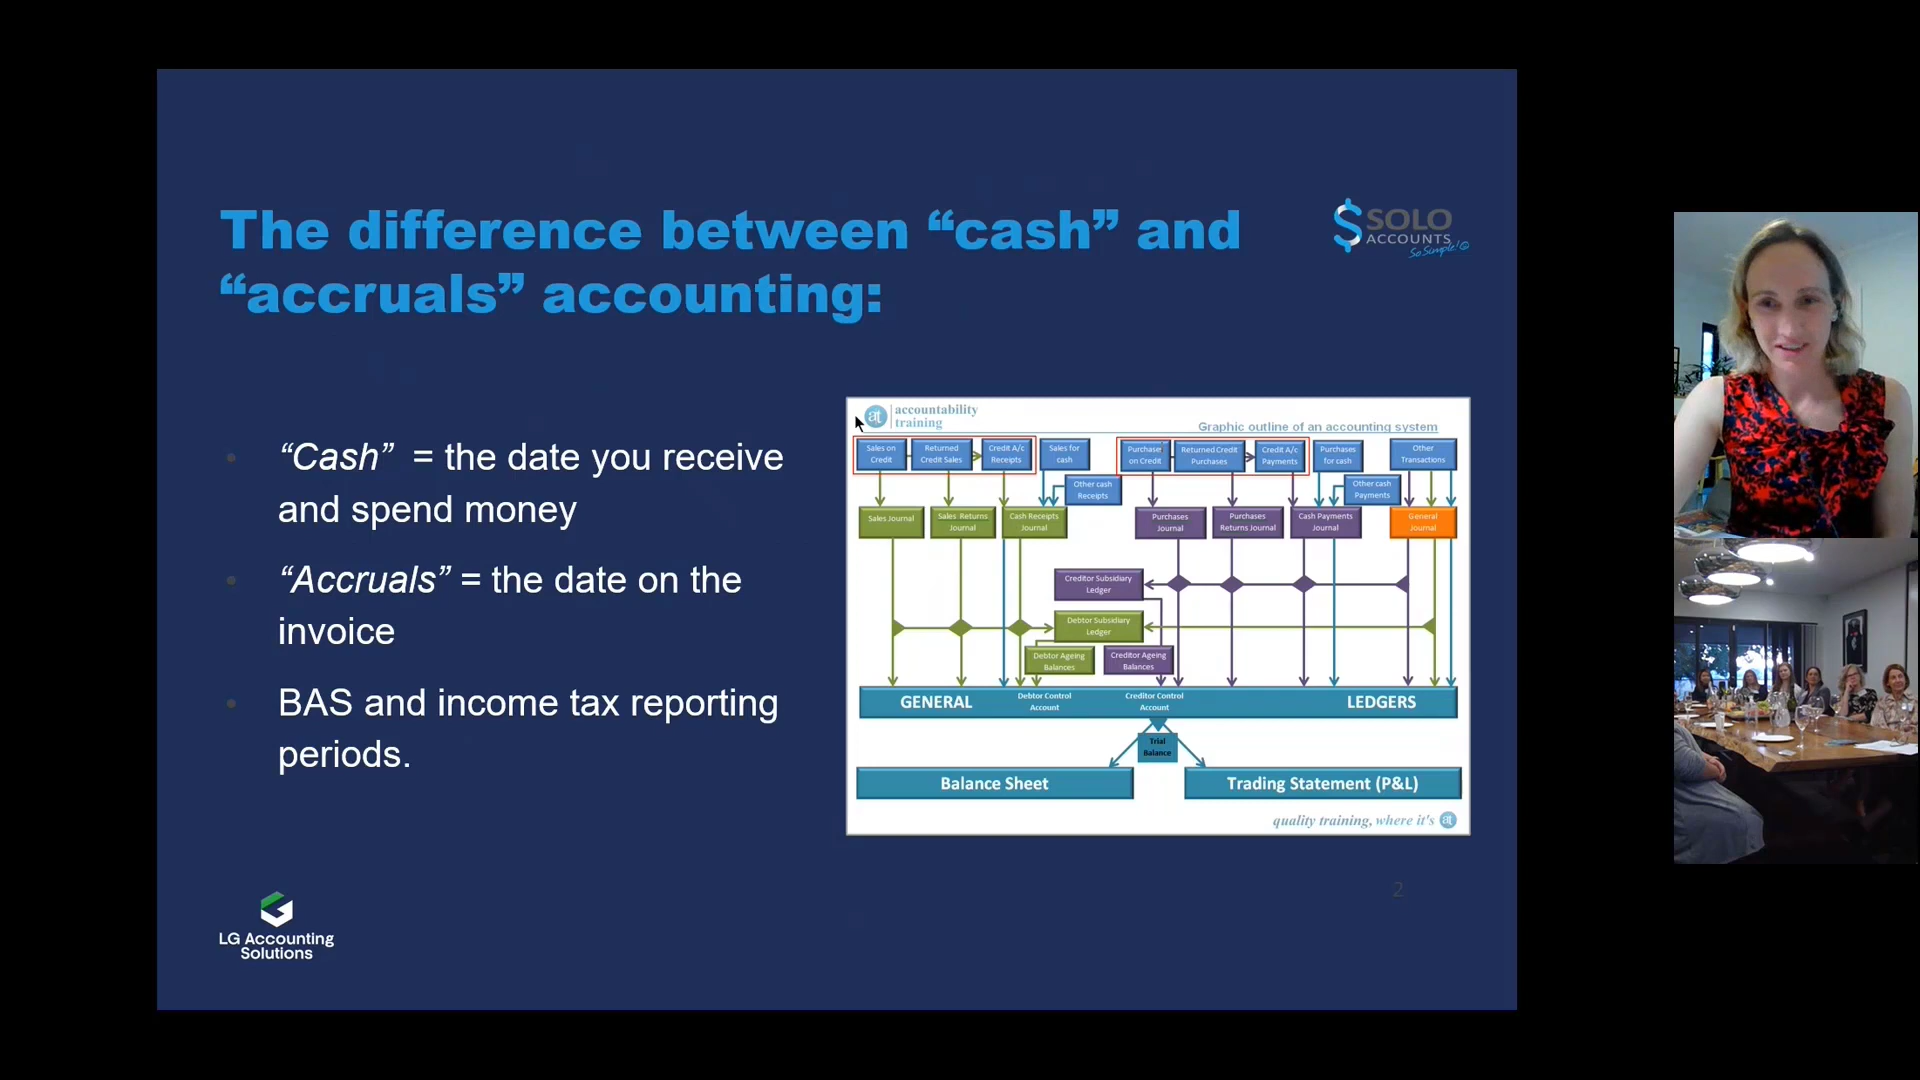 The difference between “cash” and
“accruals” accounting:
SOLO
ACCOUNTS
So Simple!
“Cash” = the date you receive
and spend money
“Accruals” = the date on the
invoice
BAS and income tax reporting
periods.
at accountability
training
Graphic outline of an accounting system
Sales on
Credit
Returned
Credit Sales
Credit A/c
Receipts
Sales for
cash
Purchases
on Credit
Returned Credit
Purchases
Credit A/c
Payments
Purchases
for cash
Other
Transactions
Other cash
Receipts
Other cash
Payments
Sales Journal
Sales Returns
Journal
Cash Receipts
Journal
Purchases
Journal
Purchases
Returns Journal
Cash Payments
Journal
General
Journal
Creditor Subsidiary
Ledger
Debtor Subsidiary
Ledger
Debtor Ageing
Balances
Creditor Ageing
Balances
GENERAL
Debtor Control
Account
Creditor Control
Account
LEDGERS
Trial
Balance
Balance Sheet
Trading Statement (P&L)
quality training, where it's at
2
LG Accounting
Solutions